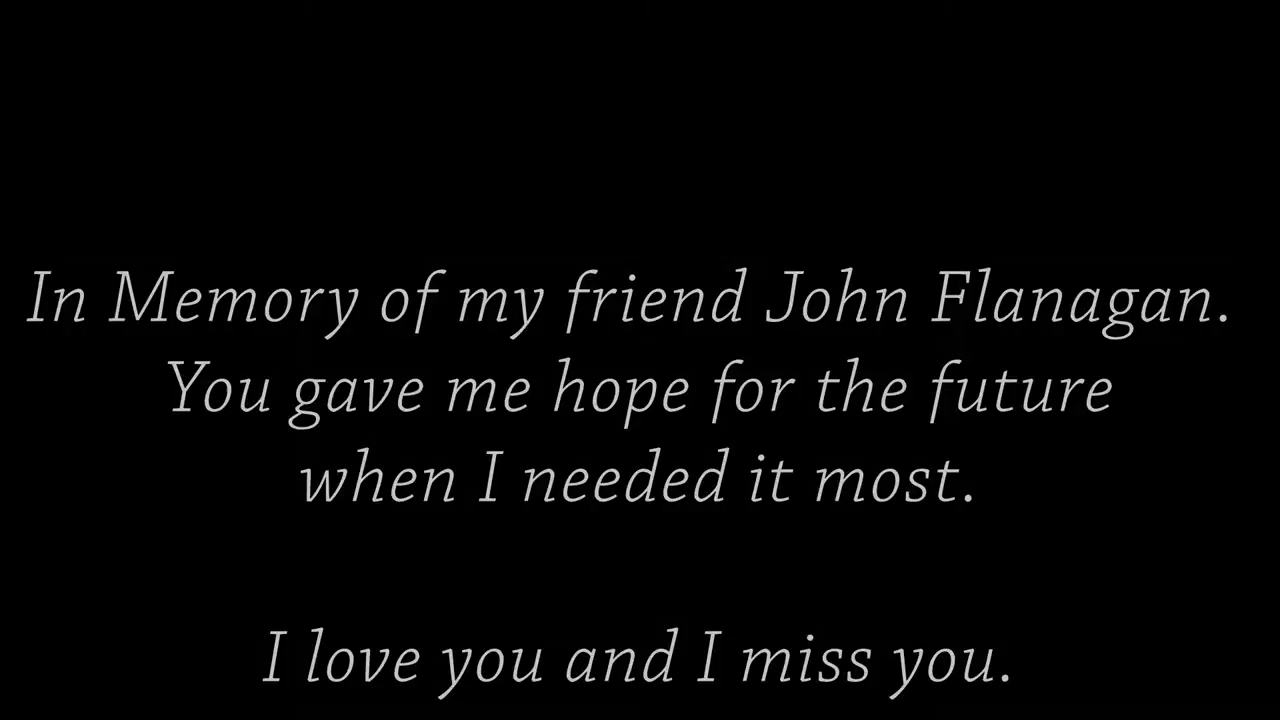 In Memory of my friend John Flanagan.
You gave me hope for the future
when I needed it most.
I love you and I miss you.